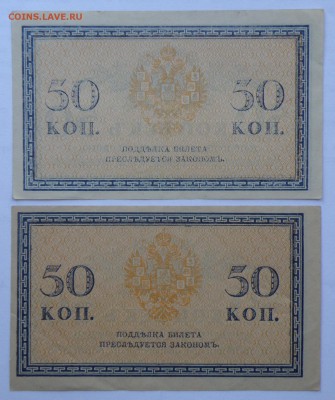 COINS.LAVE.RU
50 50
КОП. КОП.
ПОДДѢЛКА БИЛЕТА
ПРЕСЛѢДУЕТСЯ ЗАКОНОМЪ.
50 50
КОП. КОП.
ПОДДѢЛКА БИЛЕТА
ПРЕСЛѢДУЕТСЯ ЗАКОНОМЪ.